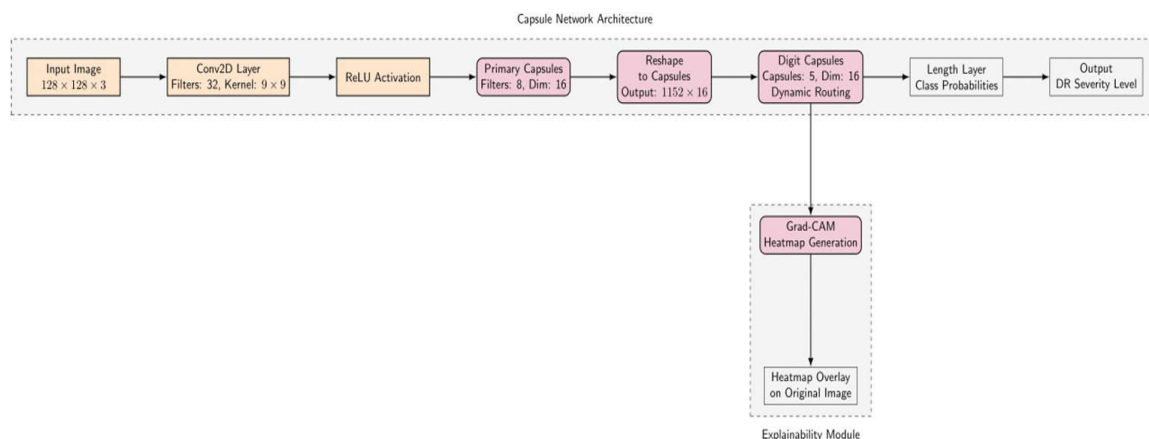 Capsule Network Architecture
Input Image
128 × 128 × 3
Conv2D Layer
Filters: 32, Kernel: 9 × 9
ReLU Activation
Primary Capsules
Filters: 8, Dim: 16
Reshape
to Capsules
Output: 1152 × 16
Digit Capsules
Capsules: 5, Dim: 16
Dynamic Routing
Length Layer
Class Probabilities
Output
DR Severity Level
Grad-CAM
Heatmap Generation
Heatmap Overlay
on Original Image
Explainability Module